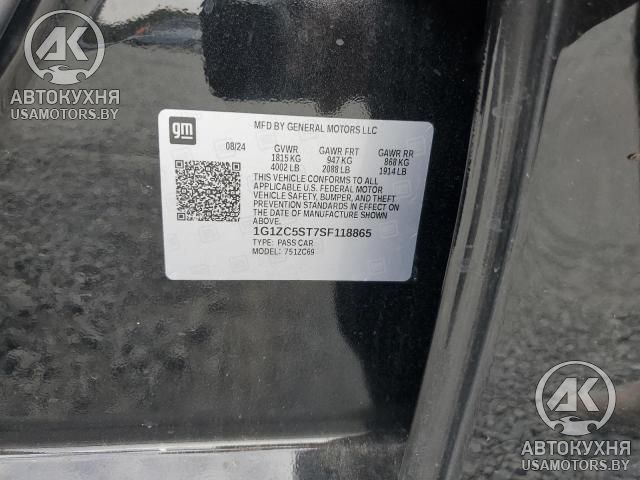 AK
АВТОКУХНЯ
USAMOTORS.BY
gm
MFD BY GENERAL MOTORS LLC
08/24 GVWR GAWR FRT GAWR RR
1815 KG 947 KG 868 KG
4002 LB 2088 LB 1914 LB
THIS VEHICLE CONFORMS TO ALL
APPLICABLE U.S. FEDERAL MOTOR
VEHICLE SAFETY, BUMPER, AND THEFT
PREVENTION STANDARDS IN EFFECT ON
THE DATE OF MANUFACTURE SHOWN
ABOVE.
1G1ZC5ST7SF118865
TYPE: PASS CAR
MODEL: 751ZC69
AK
АВТОКУХНЯ
USAMOTORS.BY